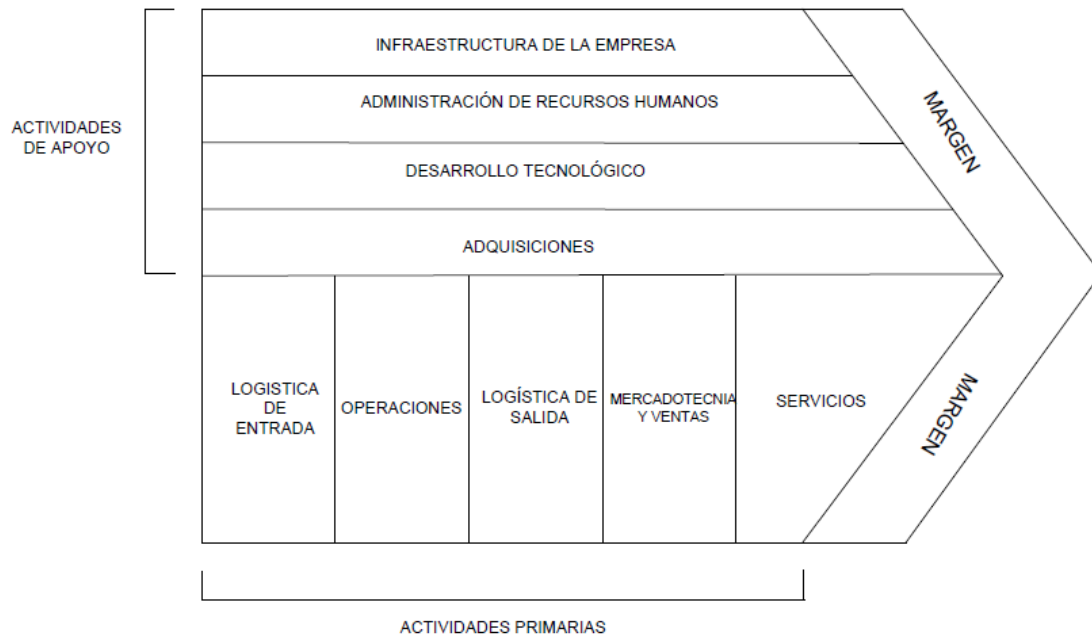 INFRAESTRUCTURA DE LA EMPRESA
ADMINISTRACIÓN DE RECURSOS HUMANOS
ACTIVIDADES
DE APOYO
DESARROLLO TECNOLÓGICO
ADQUISICIONES
MARGEN
LOGISTICA
DE
ENTRADA
OPERACIONES
LOGÍSTICA DE
SALIDA
MERCADOTECNIA
Y VENTAS
SERVICIOS
MARGEN
ACTIVIDADES PRIMARIAS